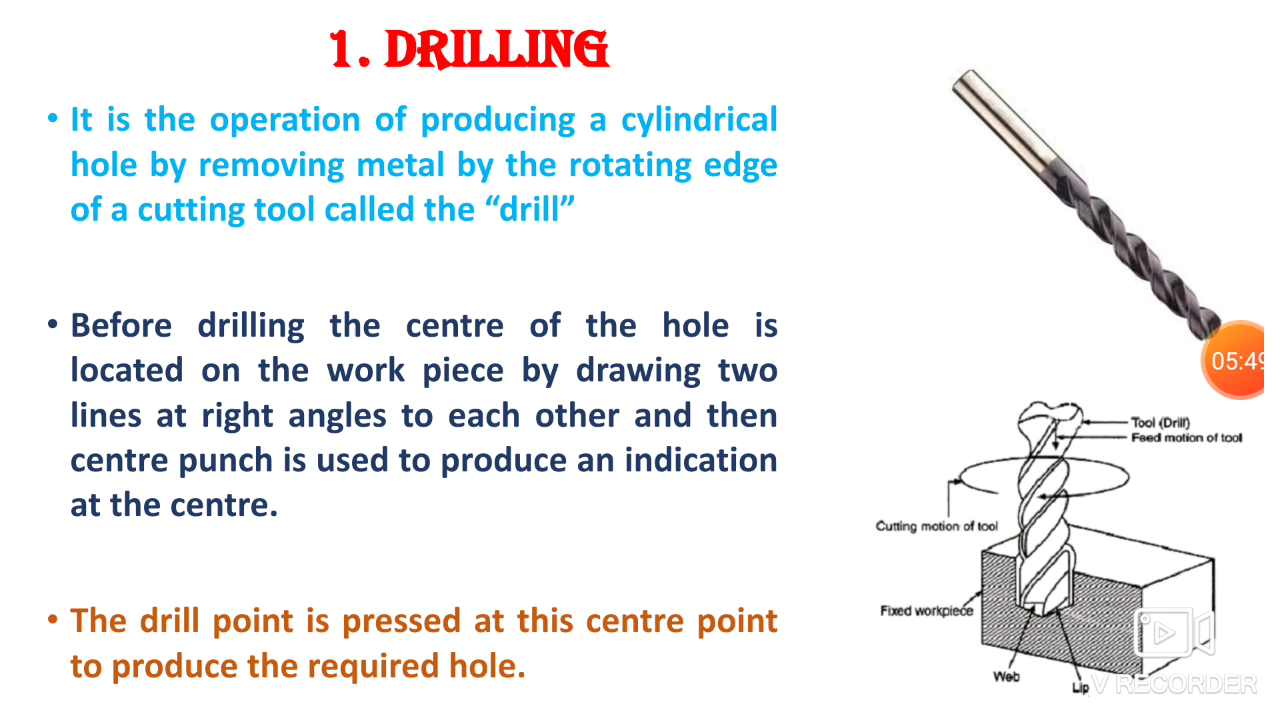 1. DRILLING
• It is the operation of producing a cylindrical
hole by removing metal by the rotating edge
of a cutting tool called the “drill”
• Before drilling the centre of the hole is
located on the work piece by drawing two
lines at right angles to each other and then
centre punch is used to produce an indication
at the centre.
• The drill point is pressed at this centre point
to produce the required hole.
05:49
Tool (Drill)
Feed motion of tool
Cutting motion of tool
Fixed workpiece
Web
Lip
V RECORDER